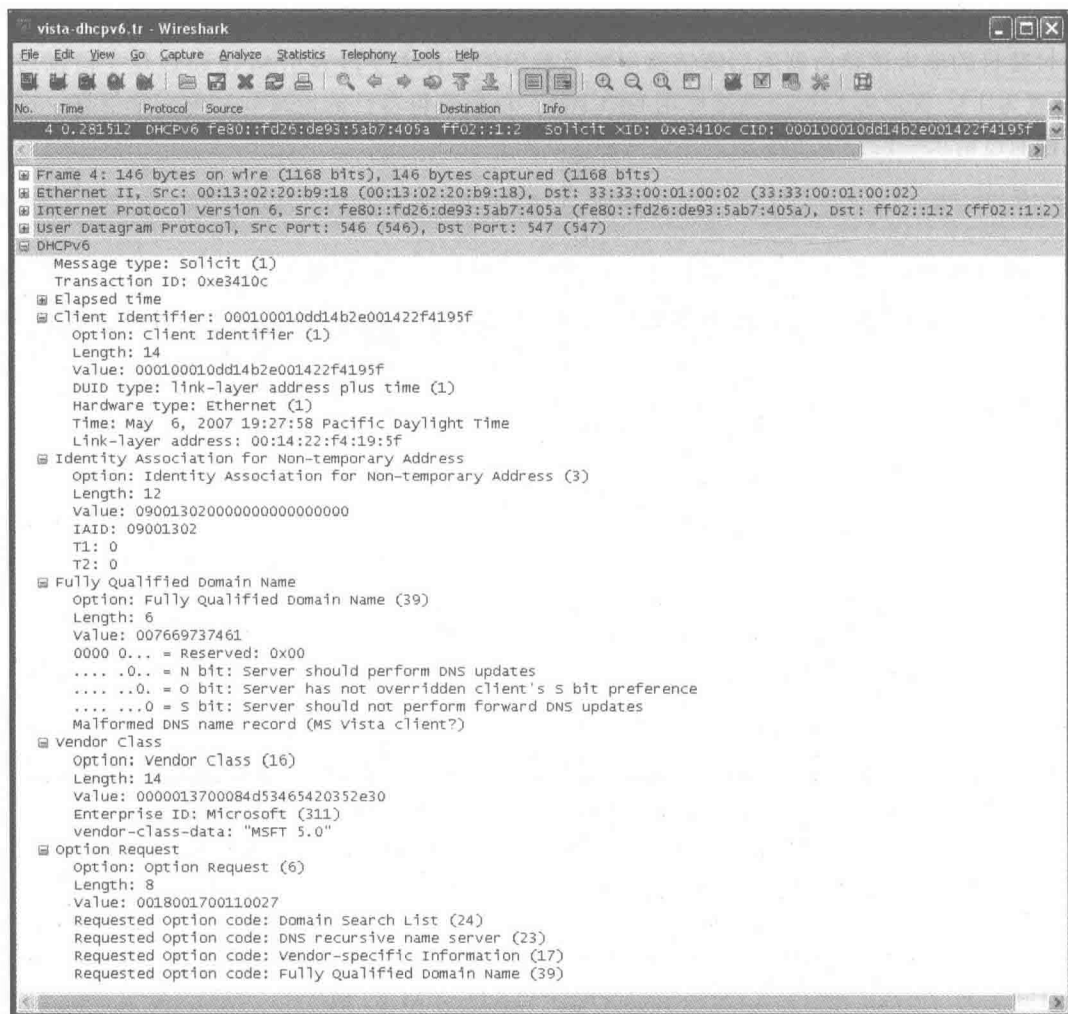 vista-dhcpv6.tr - Wireshark
File Edit View Go Capture Analyze Statistics Telephony Tools Help
No. Time Protocol Source Destination Info
4 0.281512 DHCPv6 fe80::fd26:de93:5ab7:405a ff02::1:2 Solicit XID: 0xe3410c CID: 000100010dd14b2e001422f4195f
Frame 4: 146 bytes on wire (1168 bits), 146 bytes captured (1168 bits)
Ethernet II, Src: 00:13:02:20:b9:18 (00:13:02:20:b9:18), Dst: 33:33:00:01:00:02 (33:33:00:01:00:02)
Internet Protocol Version 6, Src: fe80::fd26:de93:5ab7:405a (fe80::fd26:de93:5ab7:405a), Dst: ff02::1:2 (ff02::1:2)
User Datagram Protocol, Src Port: 546 (546), Dst Port: 547 (547)
DHCPv6
Message type: Solicit (1)
Transaction ID: 0xe3410c
Elapsed time
Client Identifier: 000100010dd14b2e001422f4195f
Option: Client Identifier (1)
Length: 14
Value: 000100010dd14b2e001422f4195f
DUID type: link-layer address plus time (1)
Hardware type: Ethernet (1)
Time: May 6, 2007 19:27:58 Pacific Daylight Time
Link-layer address: 00:14:22:f4:19:5f
Identity Association for Non-temporary Address
Option: Identity Association for Non-temporary Address (3)
Length: 12
Value: 090013020000000000000000
IAID: 09001302
T1: 0
T2: 0
Fully Qualified Domain Name
Option: Fully Qualified Domain Name (39)
Length: 6
Value: 007669737461
0000 0... = Reserved: 0x00
.... .0.. = N bit: Server should perform DNS updates
.... ..0. = O bit: Server has not overridden client's S bit preference
.... ...0 = S bit: Server should not perform forward DNS updates
Malformed DNS name record (MS Vista client?)
Vendor Class
Option: Vendor Class (16)
Length: 14
Value: 0000013700084d53465420352e30
Enterprise ID: Microsoft (311)
vendor-class-data: "MSFT 5.0"
Option Request
Option: Option Request (6)
Length: 8
Value: 0018001700110027
Requested Option code: Domain Search List (24)
Requested Option code: DNS recursive name server (23)
Requested Option code: Vendor-specific Information (17)
Requested Option code: Fully Qualified Domain Name (39)